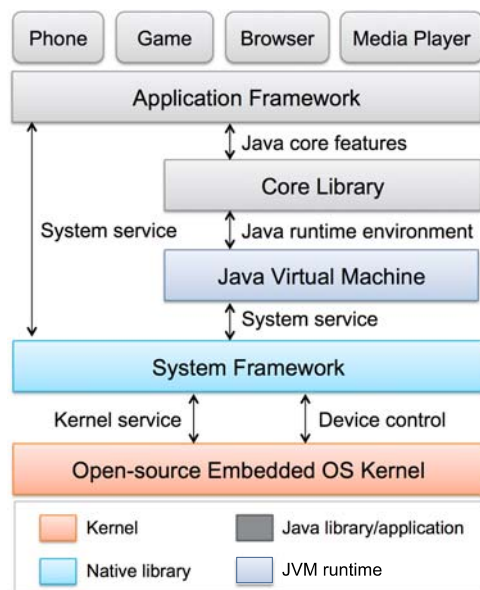 Phone Game Browser Media Player
Application Framework
Java core features
Core Library
System service Java runtime environment
Java Virtual Machine
System service
System Framework
Kernel service Device control
Open-source Embedded OS Kernel
Kernel Java library/application
Native library JVM runtime